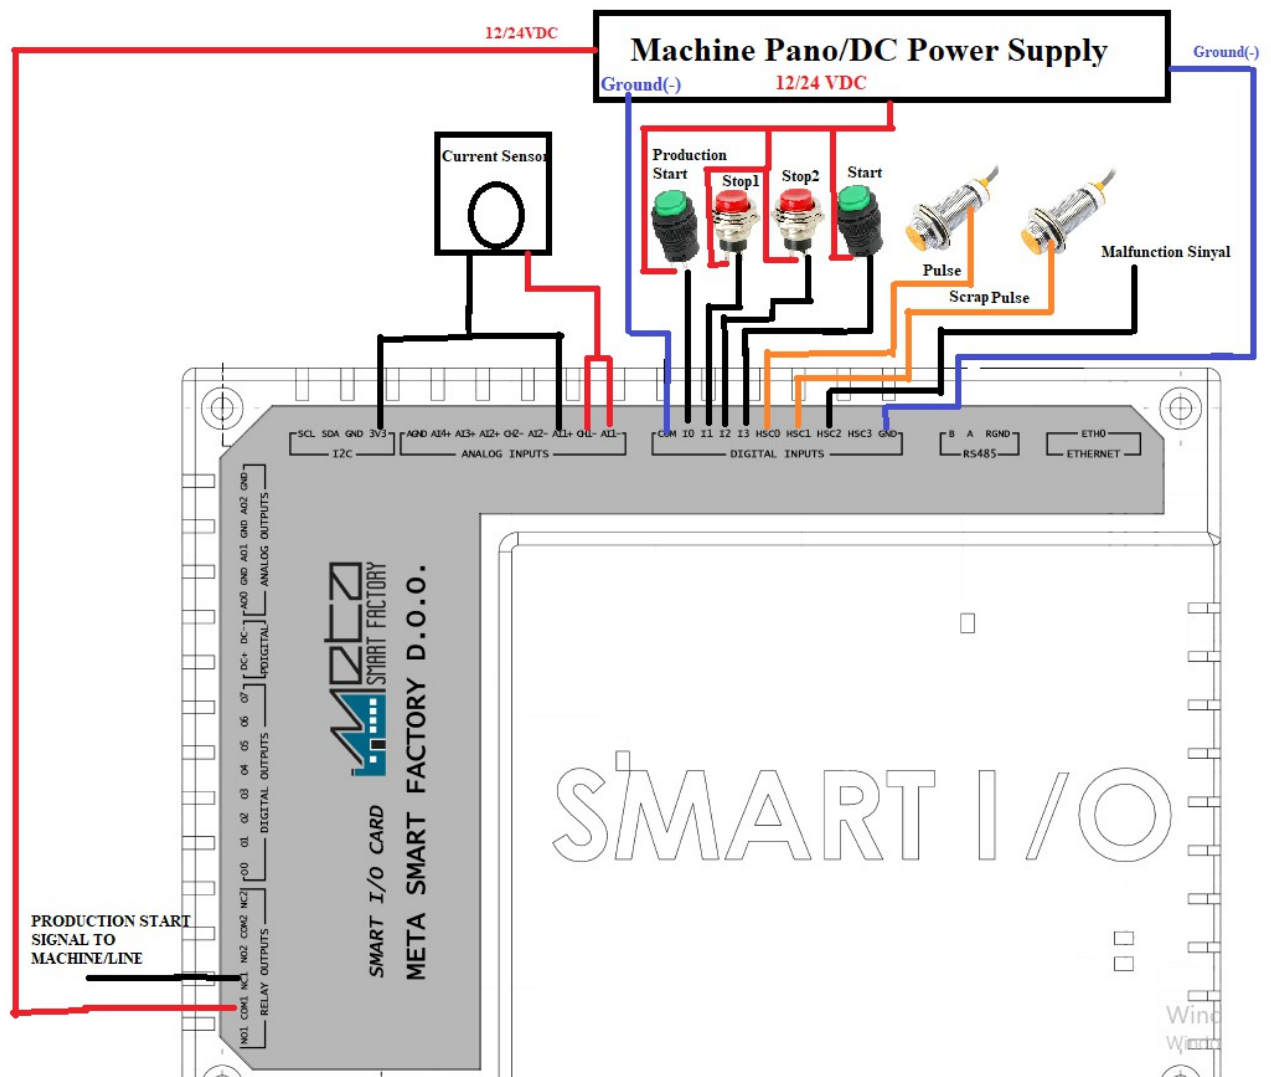 12/24VDC
Machine Pano/DC Power Supply
Ground(-)
Ground(-)
12/24 VDC
Current Sensor
Production
Start
Stop1
Stop2
Start
Pulse
Scrap Pulse
Malfunction Sinyal
SCL SDA GND 3V3
I2C
AGND AI4+ AI3+ AI2+ CH2- AI2- AI1+ CH1- AI1-
ANALOG INPUTS
COM I0 I1 I2 I3 HSC0 HSC1 HSC2 HSC3 GND
DIGITAL INPUTS
B A RGND
RS485
ETH0
ETHERNET
AO0 GND AO1 GND AO2 GND
ANALOG OUTPUTS
DC+ DC-
PDIGITAL
O0 O1 O2 O3 O4 O5 O6 O7
DIGITAL OUTPUTS
NO1 COM1 NC1 NO2 COM2 NC2
RELAY OUTPUTS
Meta
SMART FACTORY
SMART I/O CARD
META SMART FACTORY D.O.O.
SMART I/O
PRODUCTION START
SIGNAL TO
MACHINE/LINE
Wind
Windo